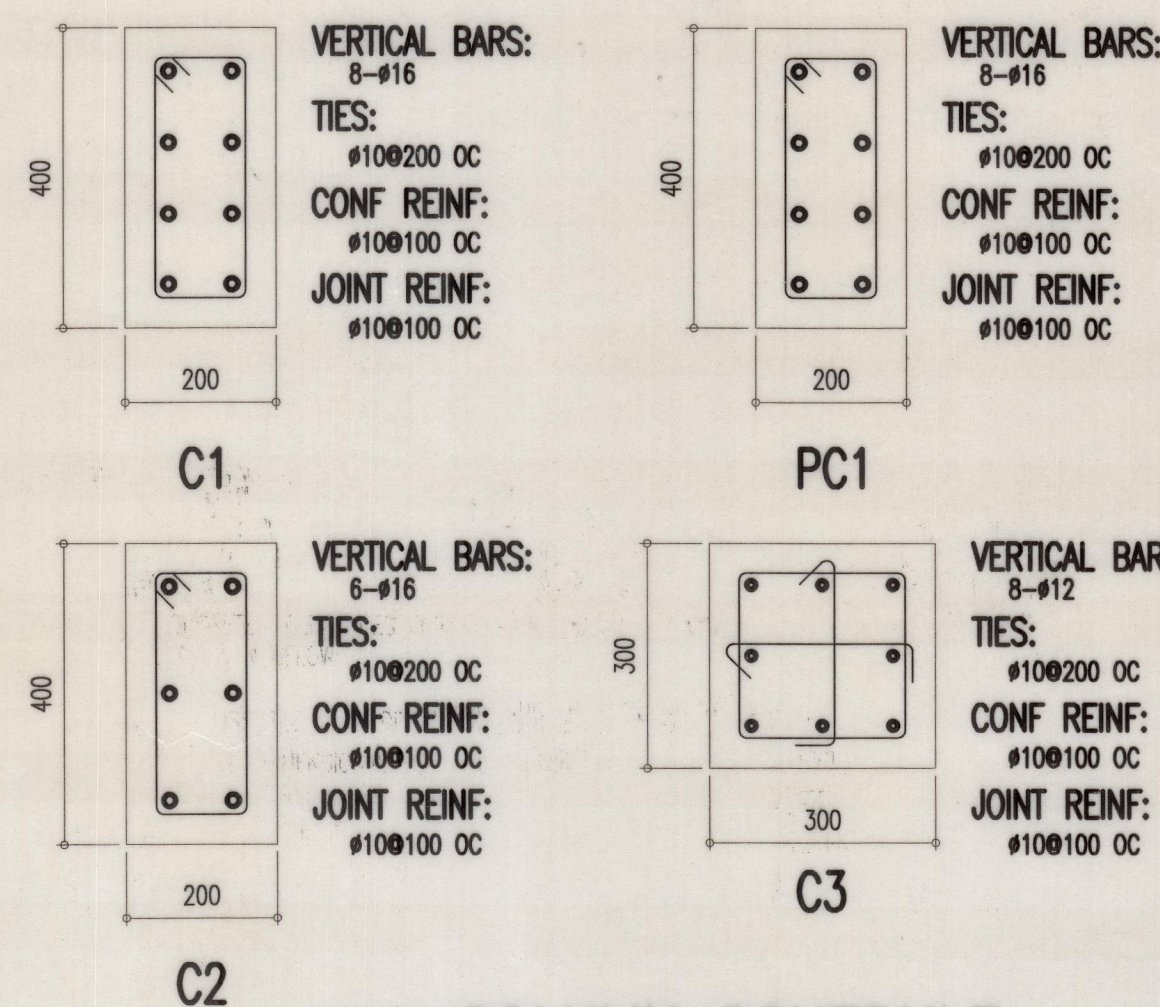 400
200
VERTICAL BARS:
8-ø16
TIES:
ø10@200 OC
CONF REINF:
ø10@100 OC
JOINT REINF:
ø10@100 OC
C1
400
200
VERTICAL BARS:
8-ø16
TIES:
ø10@200 OC
CONF REINF:
ø10@100 OC
JOINT REINF:
ø10@100 OC
PC1
400
200
VERTICAL BARS:
6-ø16
TIES:
ø10@200 OC
CONF REINF:
ø10@100 OC
JOINT REINF:
ø10@100 OC
C2
300
300
VERTICAL BAR
8-ø12
TIES:
ø10@200 OC
CONF REINF:
ø10@100 OC
JOINT REINF:
ø10@100 OC
C3